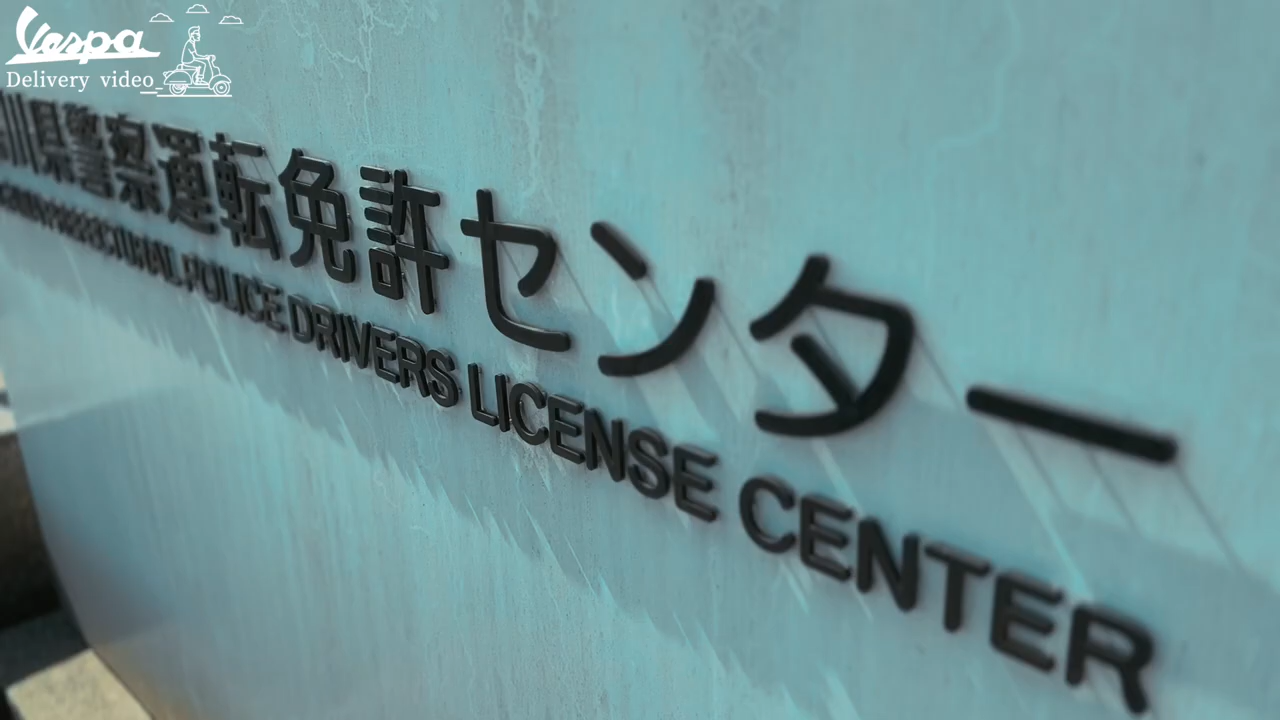 Vespa
Delivery video
川県警察運転免許センター
PREFECTURAL POLICE DRIVERS LICENSE CENTER